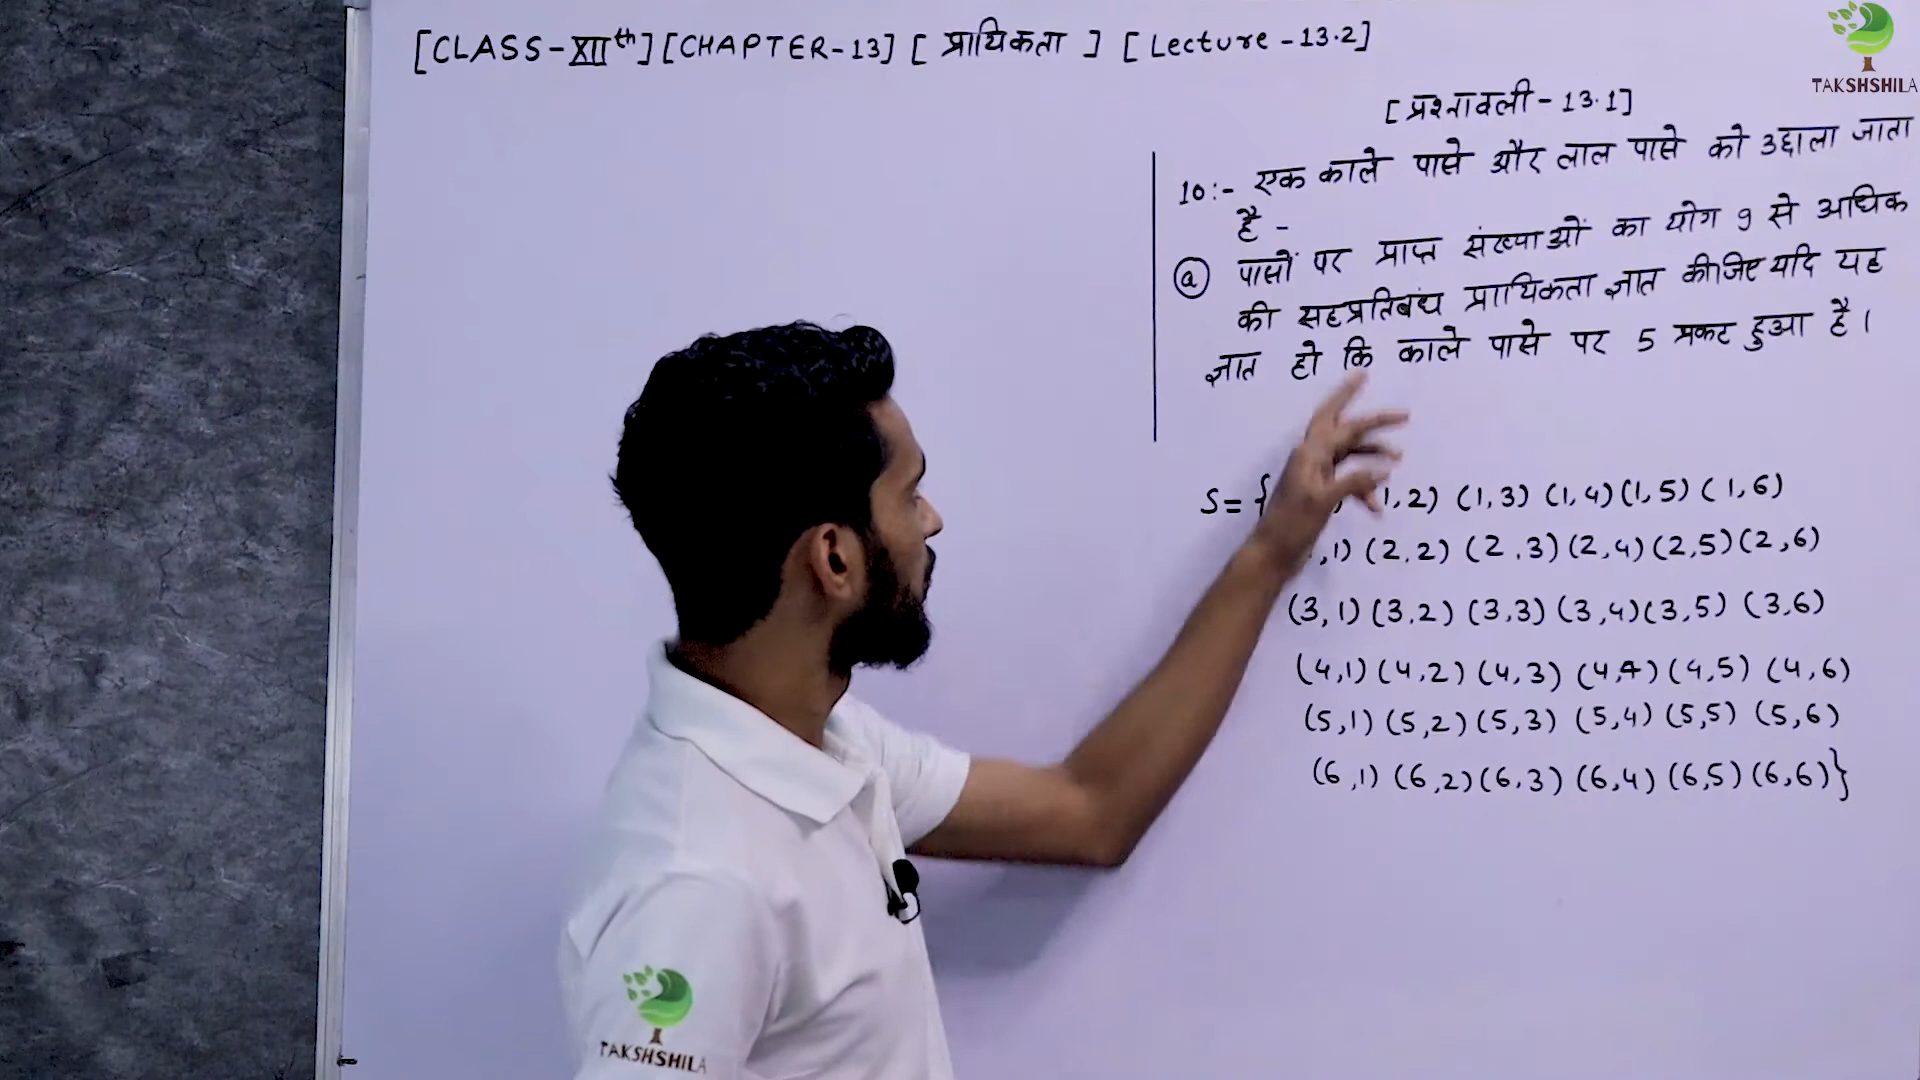 [CLASS-XIIth] [CHAPTER-13] [ प्रायिकता ] [ Lecture -13.2]
TAKSHSHILA
[ प्रश्नावली - 13.1]
10:- एक काले पासे और लाल पासे को उछाला जाता
है -
(a) पासों पर प्राप्त संख्याओं का योग 9 से अधिक
की सहप्रतिबंध प्रायिकता ज्ञात कीजिए यदि यह
ज्ञात हो कि काले पासे पर 5 प्रकट हुआ है।
S= { 1,2) (1,3) (1,4) (1,5) (1,6)
,1) (2,2) (2,3) (2,4) (2,5) (2,6)
(3,1) (3,2) (3,3) (3,4) (3,5) (3,6)
(4,1) (4,2) (4,3) (4,4) (4,5) (4,6)
(5,1) (5,2) (5,3) (5,4) (5,5) (5,6)
(6,1) (6,2) (6,3) (6,4) (6,5) (6,6)}
TAKSHSHILA